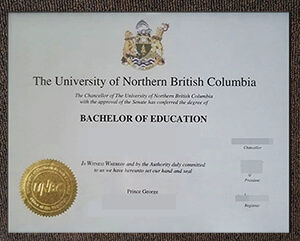 The University of Northern British Columbia
The Chancellor of The University of Northern British Columbia
with the approval of the Senate has conferred the degree of
BACHELOR OF EDUCATION
Chancellor
IN WITNESS WHEREOF and by the Authority duly committed
to us we have hereunto set our hand and seal
President
Prince George
Registrar
UNBC